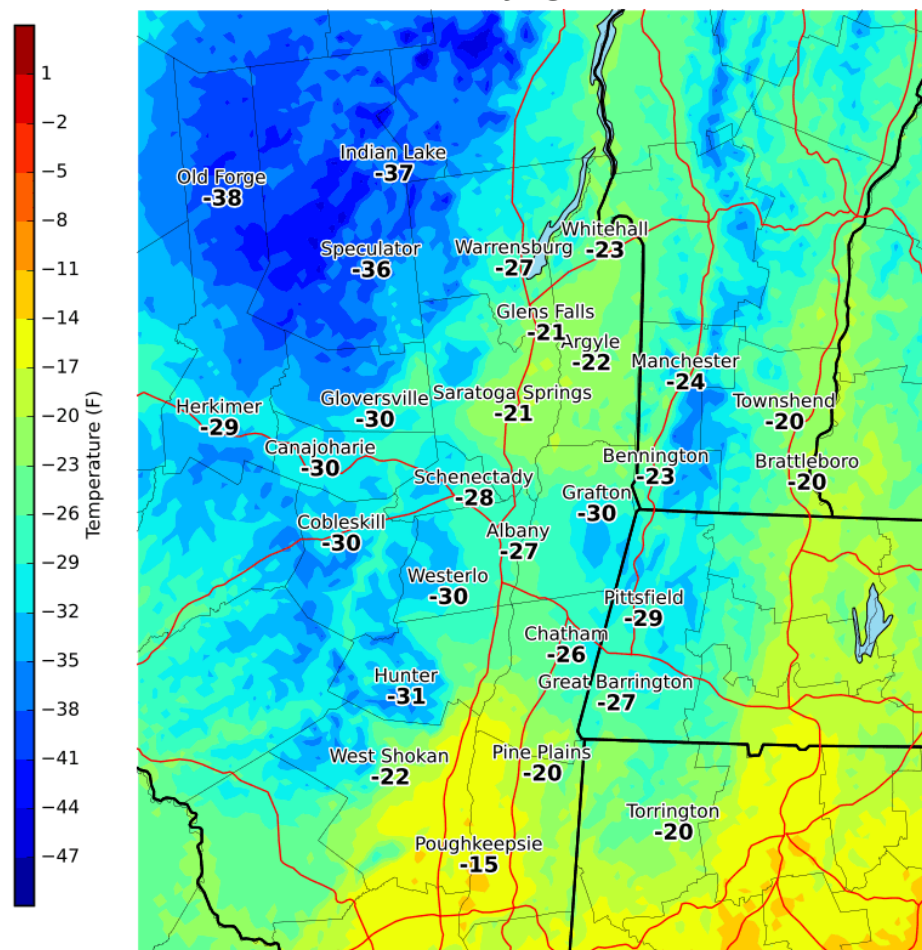 1
−2
−5
−8
−11
−14
−17
−20
−23
−26
−29
−32
−35
−38
−41
−44
−47
Temperature (F)
Indian Lake
-37
Old Forge
-38
Whitehall
-23
Speculator
-36
Warrensburg
-27
Glens Falls
-21
Argyle
-22
Manchester
-24
Saratoga Springs
-21
Gloversville
-30
Herkimer
-29
Townshend
-20
Canajoharie
-30
Bennington
-23
Brattleboro
-20
Schenectady
-28
Grafton
-30
Cobleskill
-30
Albany
-27
Westerlo
-30
Pittsfield
-29
Chatham
-26
Hunter
-31
Great Barrington
-27
West Shokan
-22
Pine Plains
-20
Torrington
-20
Poughkeepsie
-15